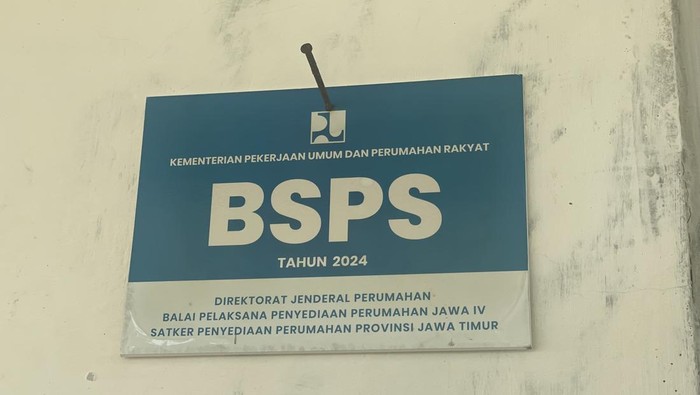 KEMENTERIAN PEKERJAAN UMUM DAN PERUMAHAN RAKYAT
BSPS
TAHUN 2024
DIREKTORAT JENDERAL PERUMAHAN
BALAI PELAKSANA PENYEDIAAN PERUMAHAN JAWA IV
SATKER PENYEDIAAN PERUMAHAN PROVINSI JAWA TIMUR